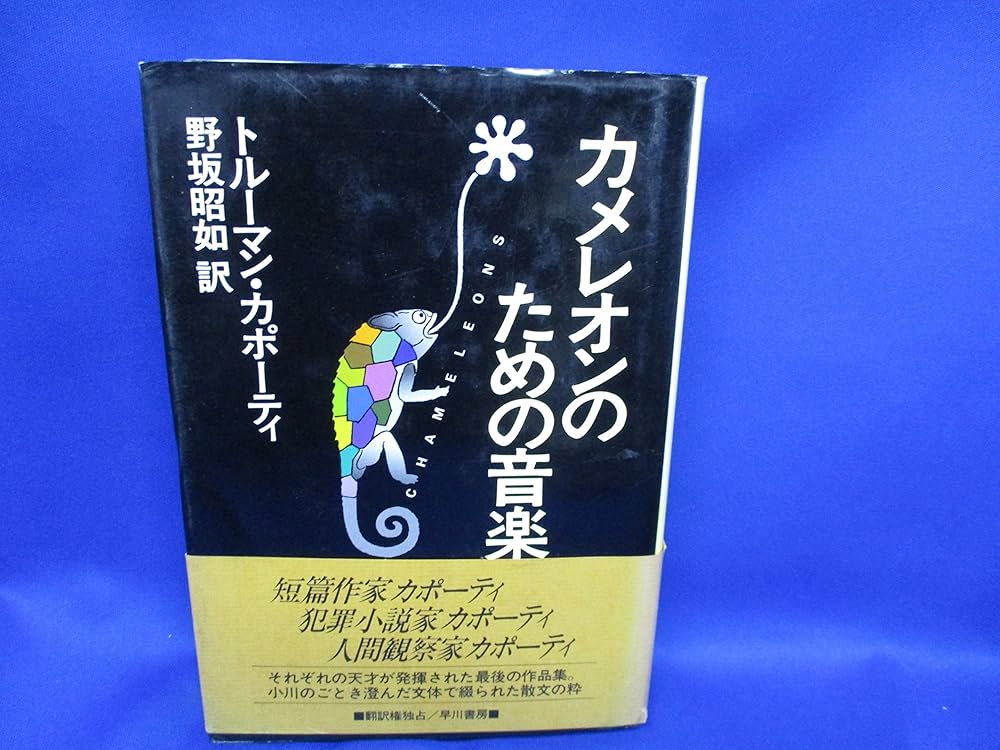 カメレオンの
ための音楽
CHAMELEONS
トルーマン・カポーティ
野坂昭如 訳
短篇作家カポーティ
犯罪小説家カポーティ
人間観察家カポーティ
それぞれの天才が発揮された最後の作品集。
小川のごとき澄んだ文体で綴られた散文の粋
■翻訳権独占/早川書房■